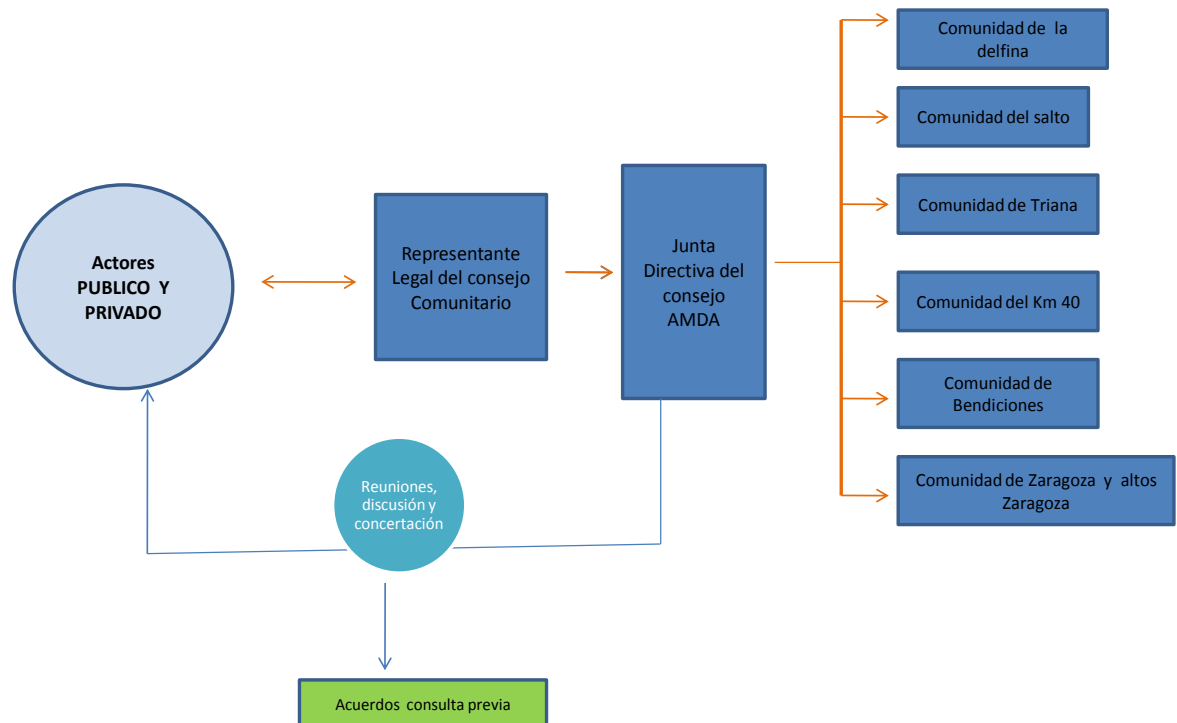 Actores
PUBLICO Y
PRIVADO
Representante
Legal del consejo
Comunitario
Junta
Directiva del
consejo
AMDA
Comunidad de la
delfina
Comunidad del salto
Comunidad de Triana
Comunidad del Km 40
Comunidad de
Bendiciones
Comunidad de Zaragoza y altos
Zaragoza
Reuniones,
discusión y
concertación
Acuerdos consulta previa